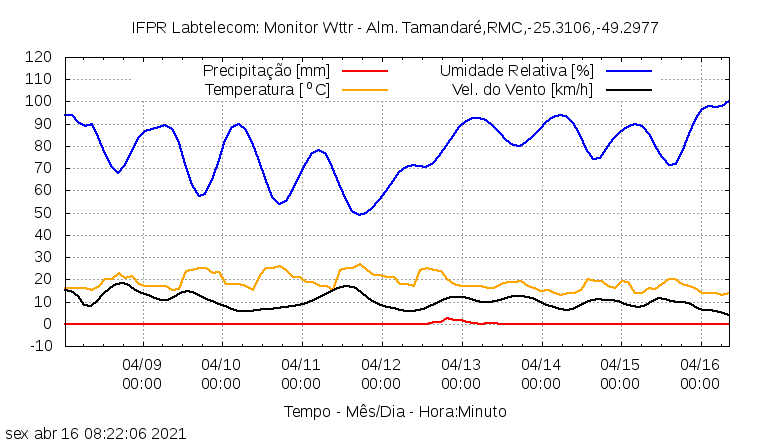 IFPR Labtelecom: Monitor Wttr - Alm. Tamandaré,RMC,-25.3106,-49.2977
Precipitação [mm]
Umidade Relativa [%]
Temperatura [⁰C]
Vel. do Vento [km/h]
120
110
100
90
80
70
60
50
40
30
20
10
0
-10
04/09 04/10 04/11 04/12 04/13 04/14 04/15 04/16
00:00 00:00 00:00 00:00 00:00 00:00 00:00 00:00
Tempo - Mês/Dia - Hora:Minuto
sex abr 16 08:22:06 2021